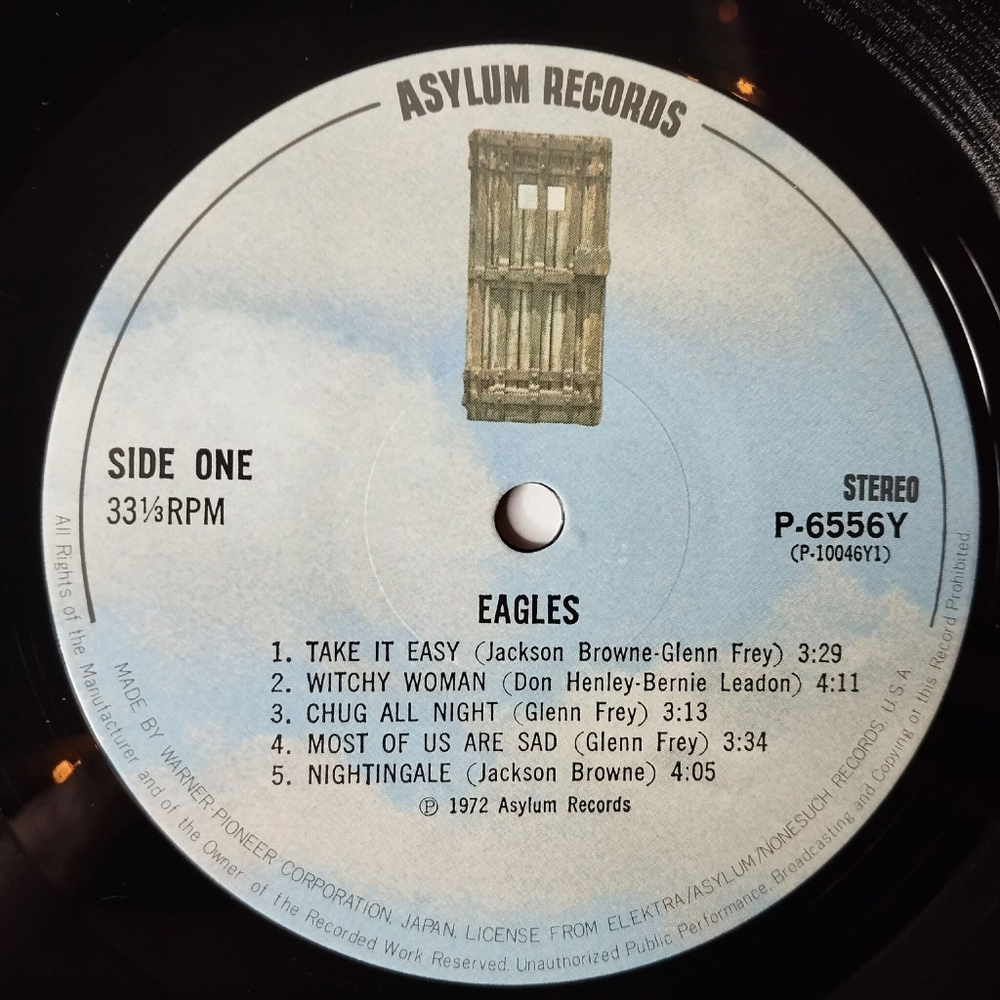 ASYLUM RECORDS
SIDE ONE
33⅓RPM
STEREO
P-6556Y
(P-10046Y1)
EAGLES
1. TAKE IT EASY (Jackson Browne-Glenn Frey) 3:29
2. WITCHY WOMAN (Don Henley-Bernie Leadon) 4:11
3. CHUG ALL NIGHT (Glenn Frey) 3:13
4. MOST OF US ARE SAD (Glenn Frey) 3:34
5. NIGHTINGALE (Jackson Browne) 4:05
Ⓟ 1972 Asylum Records
MADE BY WARNER-PIONEER CORPORATION, JAPAN, LICENSE FROM ELEKTRA/ASYLUM/NONESUCH RECORDS, U.S.A.
All Rights of the Manufacturer and of the Owner of the Recorded Work Reserved. Unauthorized Public Performance, Broadcasting and Copying of this Record Prohibited